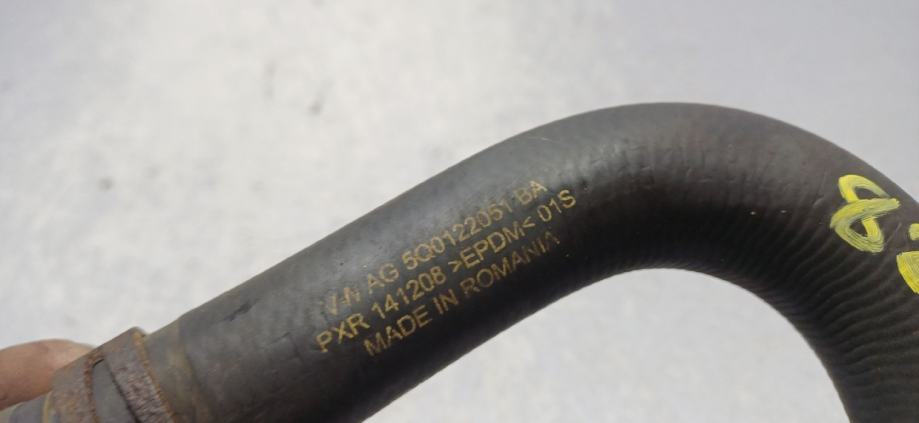 VW AG 5Q0122051 BA
PXR 141208 >EPDM< 01S
MADE IN ROMANIA